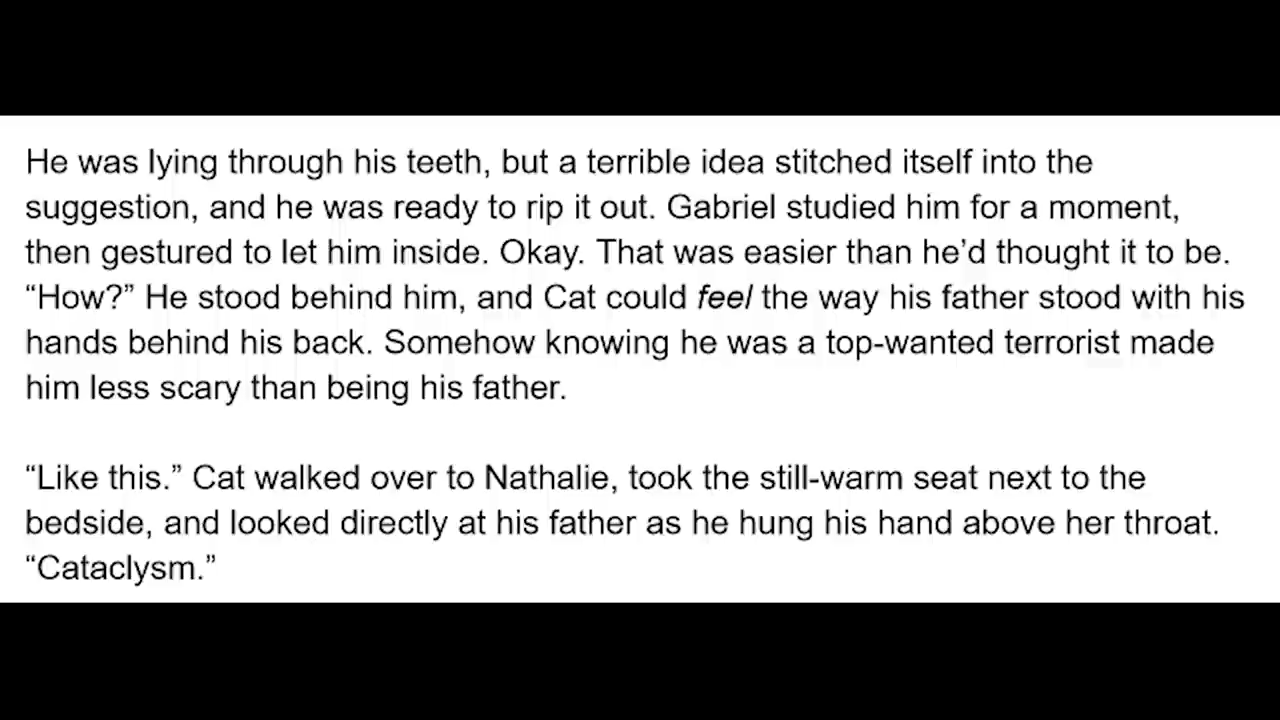 He was lying through his teeth, but a terrible idea stitched itself into the
suggestion, and he was ready to rip it out. Gabriel studied him for a moment,
then gestured to let him inside. Okay. That was easier than he’d thought it to be.
“How?” He stood behind him, and Cat could feel the way his father stood with his
hands behind his back. Somehow knowing he was a top-wanted terrorist made
him less scary than being his father.
“Like this.” Cat walked over to Nathalie, took the still-warm seat next to the
bedside, and looked directly at his father as he hung his hand above her throat.
“Cataclysm.”